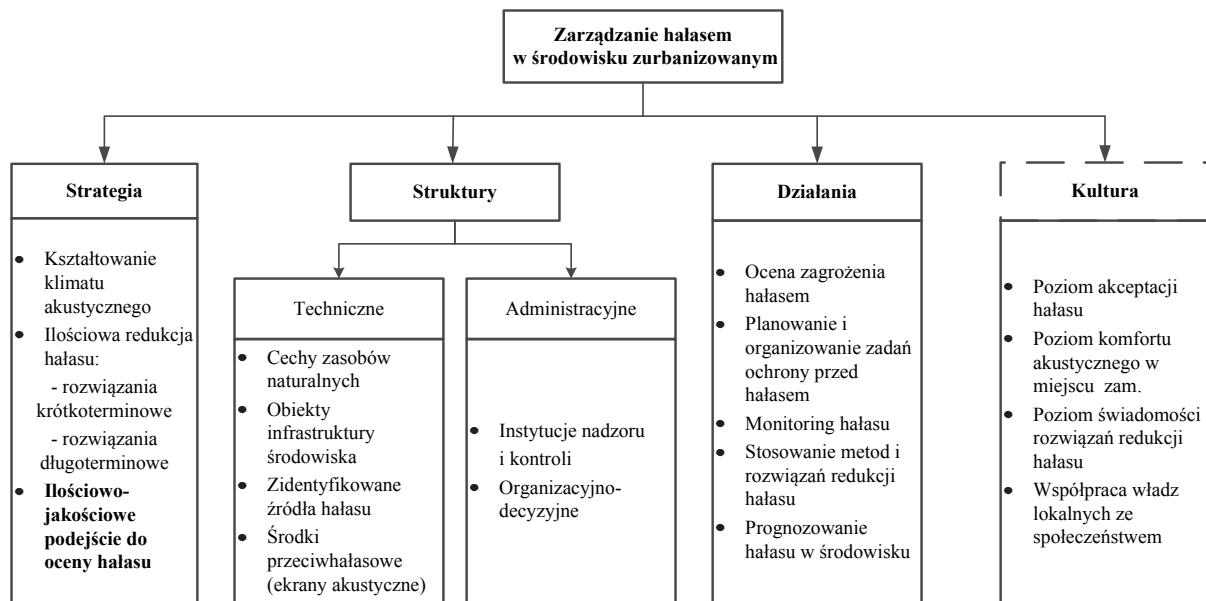 Zarządzanie hałasem
w środowisku zurbanizowanym
Strategia
• Kształtowanie
klimatu
akustycznego
• Ilościowa redukcja
hałasu:
- rozwiązania
krótkoterminowe
- rozwiązania
długoterminowe
• Ilościowo-
jakościowe
podejście do
oceny hałasu
Struktury
Techniczne
• Cechy zasobów
naturalnych
• Obiekty
infrastruktury
środowiska
• Zidentyfikowane
źródła hałasu
• Środki
przeciwhałasowe
(ekrany akustyczne)
Administracyjne
• Instytucje nadzoru
i kontroli
• Organizacyjno-
decyzyjne
Działania
• Ocena zagrożenia
hałasem
• Planowanie i
organizowanie zadań
ochrony przed
hałasem
• Monitoring hałasu
• Stosowanie metod i
rozwiązań redukcji
hałasu
• Prognozowanie
hałasu w środowisku
Kultura
• Poziom akceptacji
hałasu
• Poziom komfortu
akustycznego w
miejscu zam.
• Poziom świadomości
rozwiązań redukcji
hałasu
• Współpraca władz
lokalnych ze
społeczeństwem